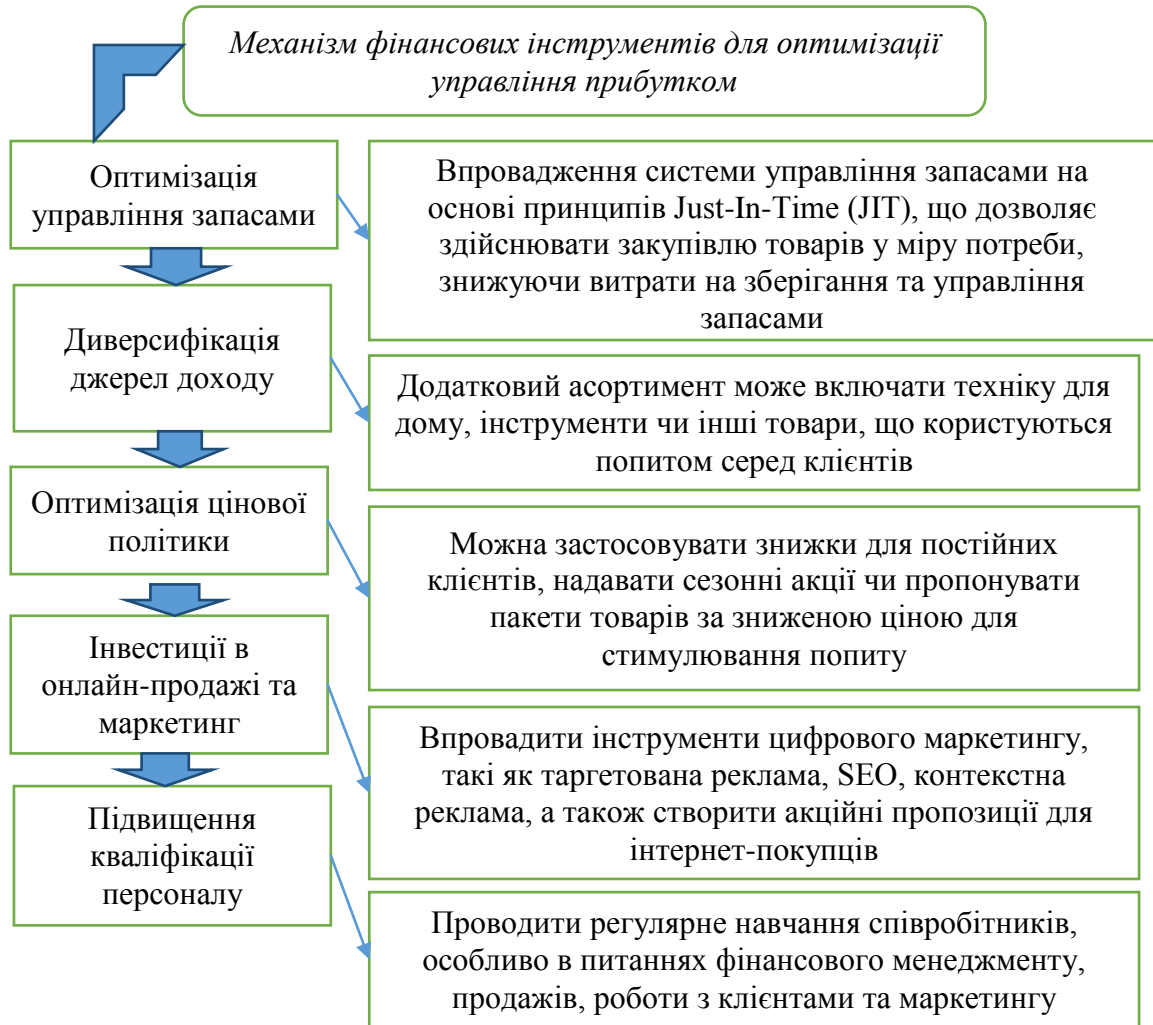 Механізм фінансових інструментів для оптимізації
управління прибутком
Оптимізація
управління запасами
Впровадження системи управління запасами на
основі принципів Just-In-Time (JIT), що дозволяє
здійснювати закупівлю товарів у міру потреби,
знижуючи витрати на зберігання та управління
запасами
Диверсифікація
джерел доходу
Додатковий асортимент може включати техніку для
дому, інструменти чи інші товари, що користуються
попитом серед клієнтів
Оптимізація цінової
політики
Можна застосовувати знижки для постійних
клієнтів, надавати сезонні акції чи пропонувати
пакети товарів за зниженою ціною для
стимулювання попиту
Інвестиції в
онлайн-продажі та
маркетинг
Впровадити інструменти цифрового маркетингу,
такі як таргетована реклама, SEO, контекстна
реклама, а також створити акційні пропозиції для
інтернет-покупців
Підвищення
кваліфікації
персоналу
Проводити регулярне навчання співробітників,
особливо в питаннях фінансового менеджменту,
продажів, роботи з клієнтами та маркетингу